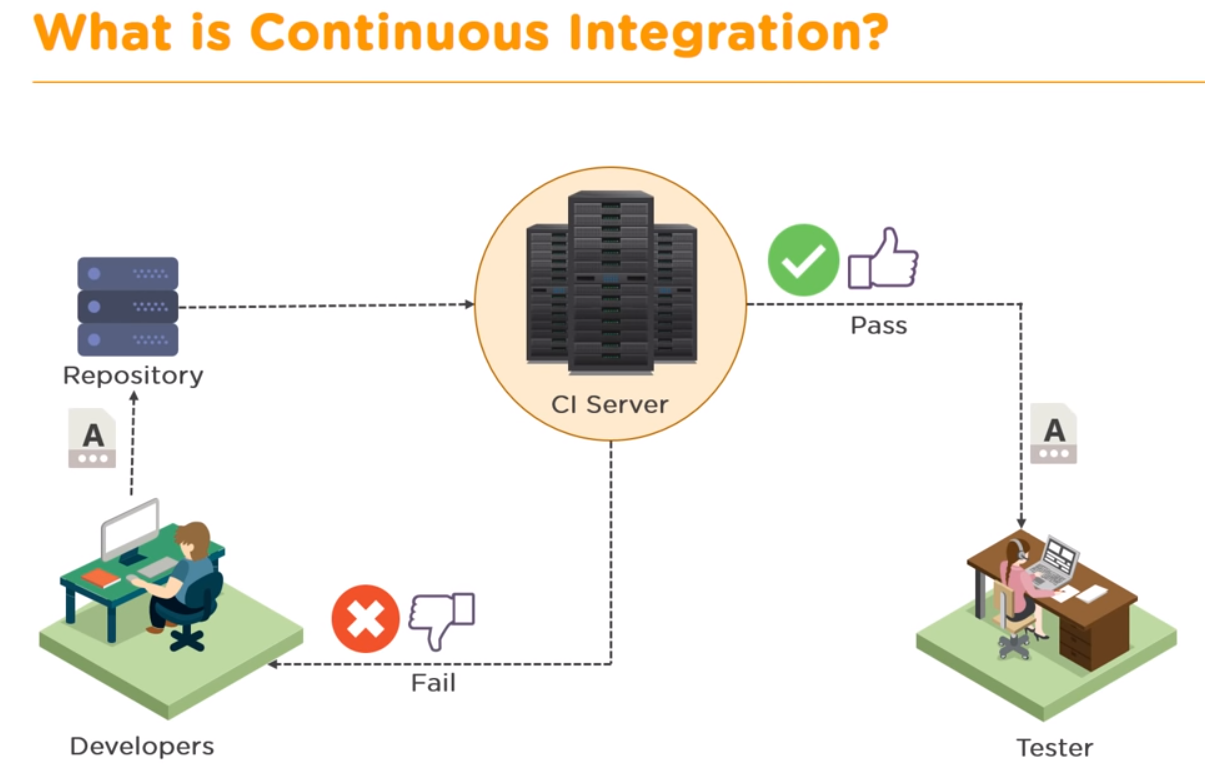 What is Continuous Integration?
Pass
Repository
CI Server
A
A
Fail
Developers
Tester